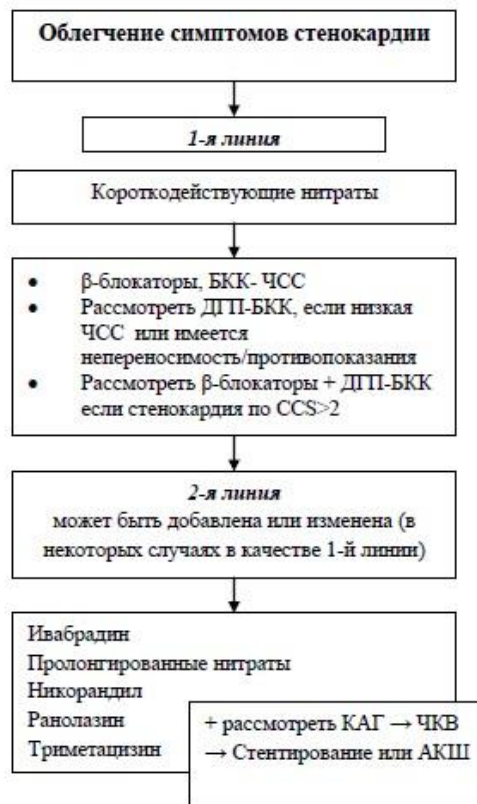 Облегчение симптомов стенокардии
1-я линия
Короткодействующие нитраты
• β-блокаторы, БКК- ЧСС
• Рассмотреть ДГП-БКК, если низкая
ЧСС или имеется
непереносимость/противопоказания
• Рассмотреть β-блокаторы + ДГП-БКК
если стенокардия по CCS>2
2-я линия
может быть добавлена или изменена (в
некоторых случаях в качестве 1-й линии)
Ивабрадин
Пролонгированные нитраты
Никорандил
Ранолазин
Триметацизин
+ рассмотреть КАГ → ЧКВ
→ Стентирование или АКШ